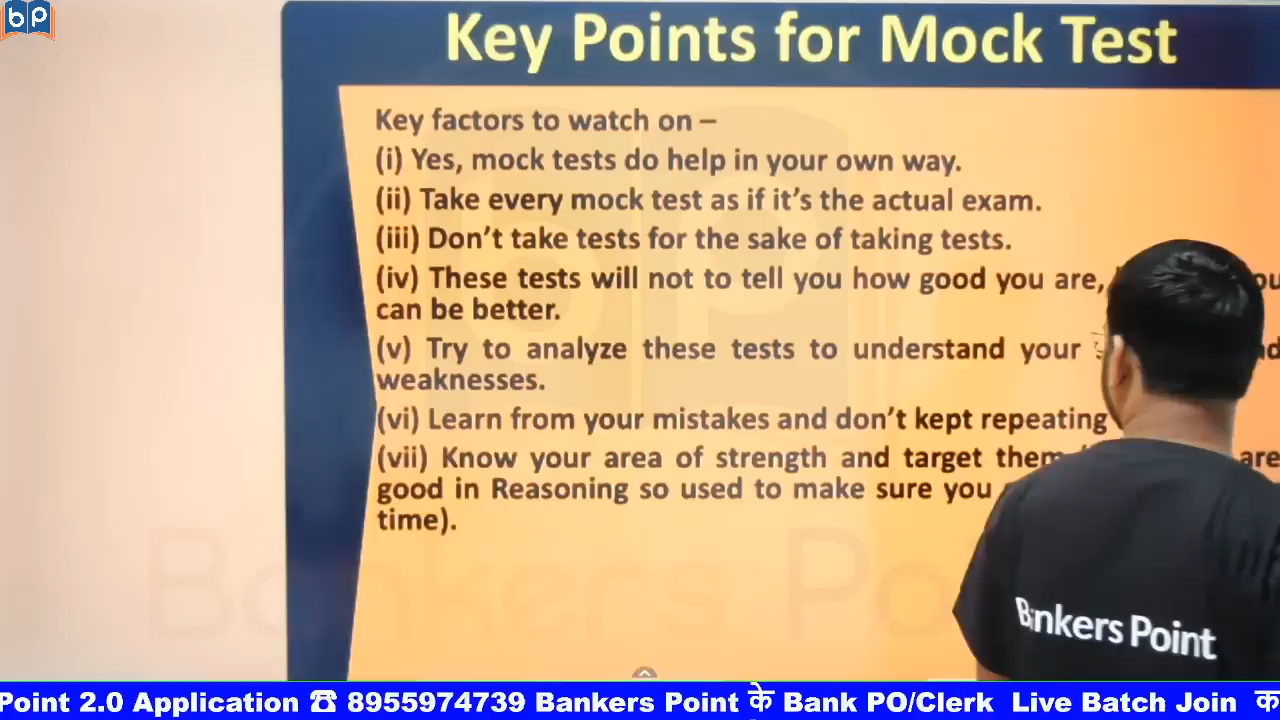 bp
Key Points for Mock Test
Key factors to watch on –
(i) Yes, mock tests do help in your own way.
(ii) Take every mock test as if it's the actual exam.
(iii) Don't take tests for the sake of taking tests.
(iv) These tests will not to tell you how good you are,
can be better.
(v) Try to analyze these tests to understand your
weaknesses.
(vi) Learn from your mistakes and don't kept repeating
(vii) Know your area of strength and target them are
good in Reasoning so used to make sure you
time).
Bankers Po
Bankers Point
Point 2.0 Application ☎ 8955974739 Bankers Point के Bank PO/Clerk Live Batch Join